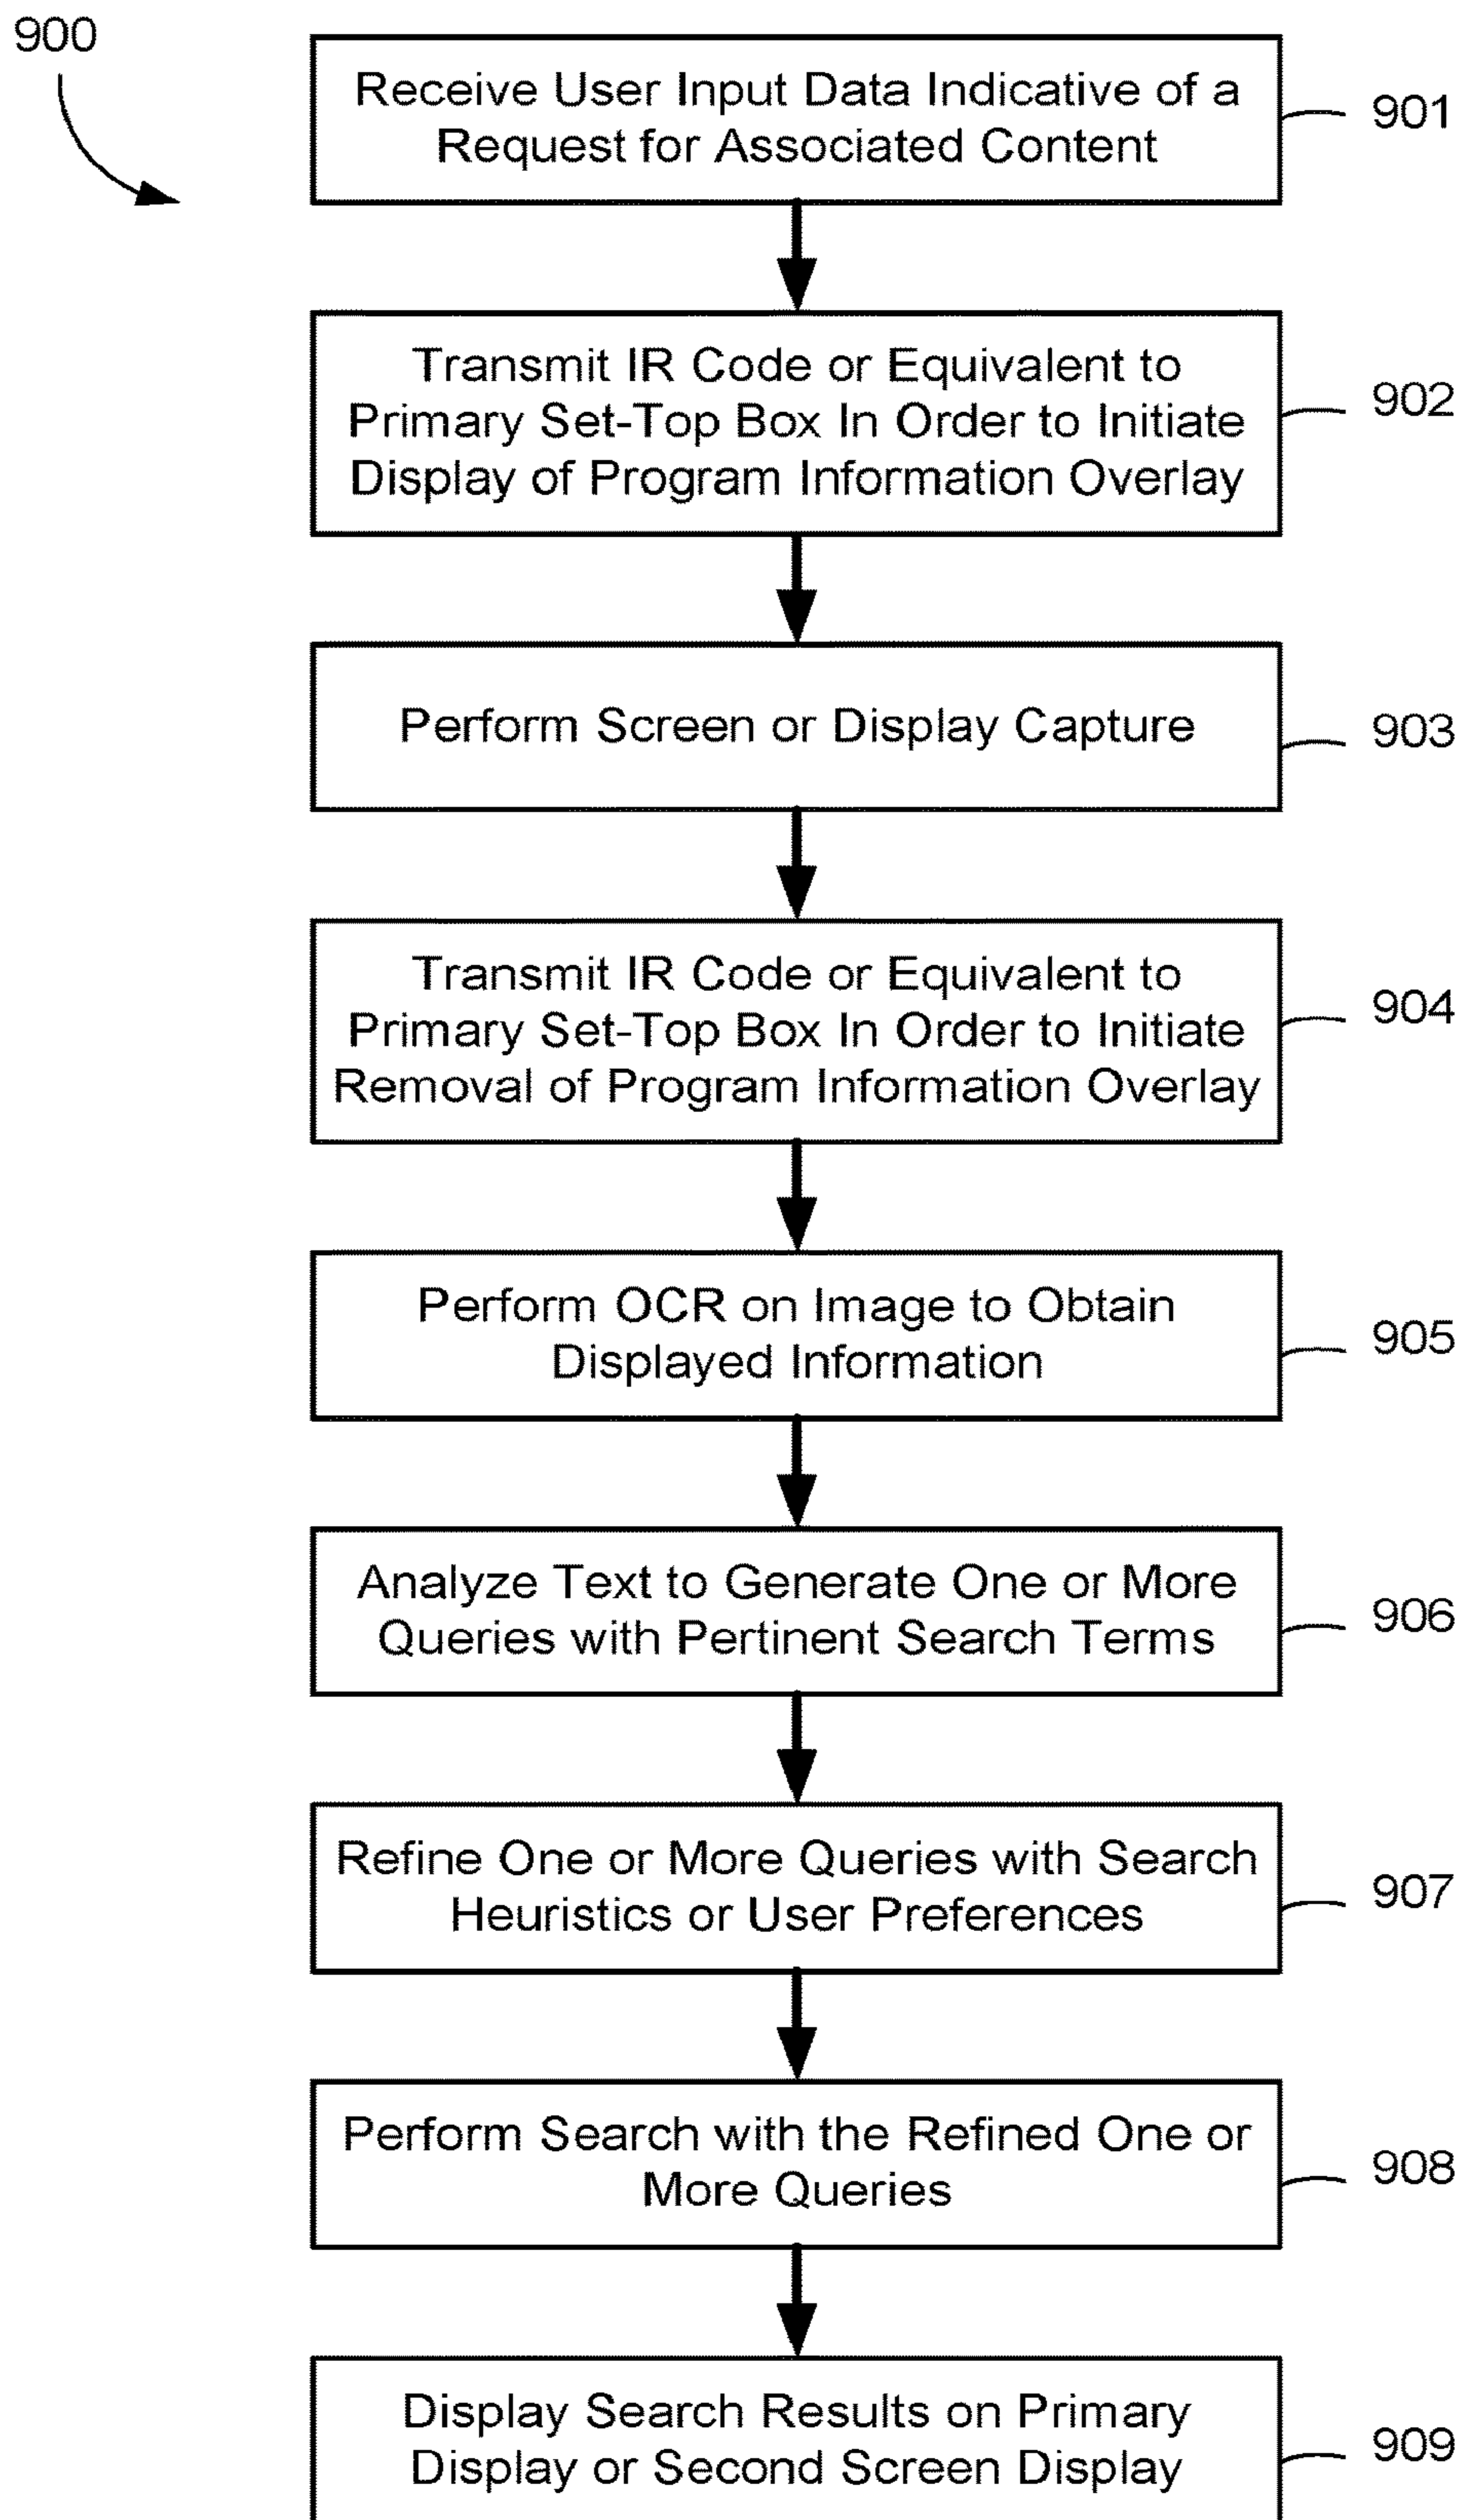 900
Receive User Input Data Indicative of a
Request for Associated Content
901
Transmit IR Code or Equivalent to
Primary Set-Top Box In Order to Initiate
Display of Program Information Overlay
902
Perform Screen or Display Capture
903
Transmit IR Code or Equivalent to
Primary Set-Top Box In Order to Initiate
Removal of Program Information Overlay
904
Perform OCR on Image to Obtain
Displayed Information
905
Analyze Text to Generate One or More
Queries with Pertinent Search Terms
906
Refine One or More Queries with Search
Heuristics or User Preferences
907
Perform Search with the Refined One or
More Queries
908
Display Search Results on Primary
Display or Second Screen Display
909